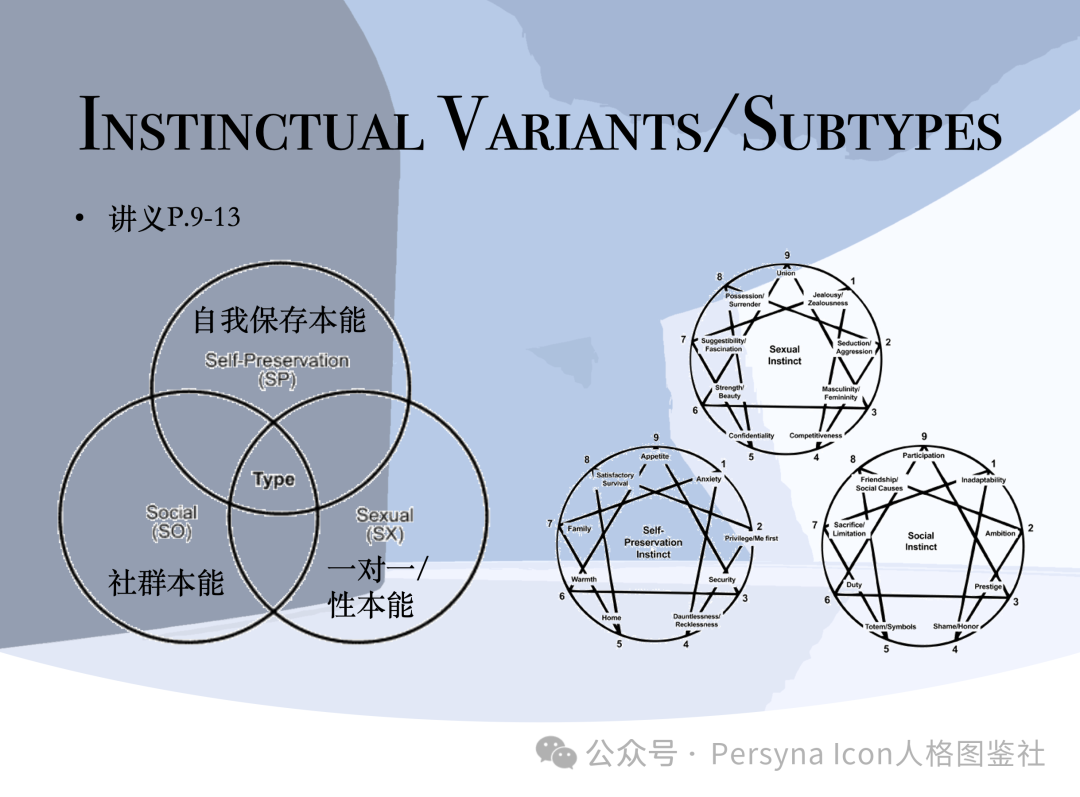 INSTINCTUAL VARIANTS/SUBTYPES
• 讲义P.9-13
自我保存本能
Self-Preservation
(SP)
Type
Social
(SO)
社群本能
Sexual
(SX)
一对一/
性本能
9
Union
8
1
Possession/
Surrender
Jealousy/
Zealousness
7
2
Suggestibility/
Fascination
Seduction/
Aggression
Sexual
Instinct
Strength/
Beauty
Masculinity/
Femininity
6
3
Confidentiality
Competitiveness
5
4
9
Appetite
8
1
Satisfactory
Survival
Anxiety
7
2
Family
Privilege/Me first
Self-
Preservation
Instinct
Warmth
Security
6
3
Home
Dauntlessness/
Recklessness
5
4
9
Participation
8
1
Friendship/
Social Causes
Inadaptability
7
2
Sacrifice/
Limitation
Ambition
Social
Instinct
Duty
Prestige
6
3
Totem/Symbols
Shame/Honor
5
4
公众号 · Persyna Icon人格图鉴社